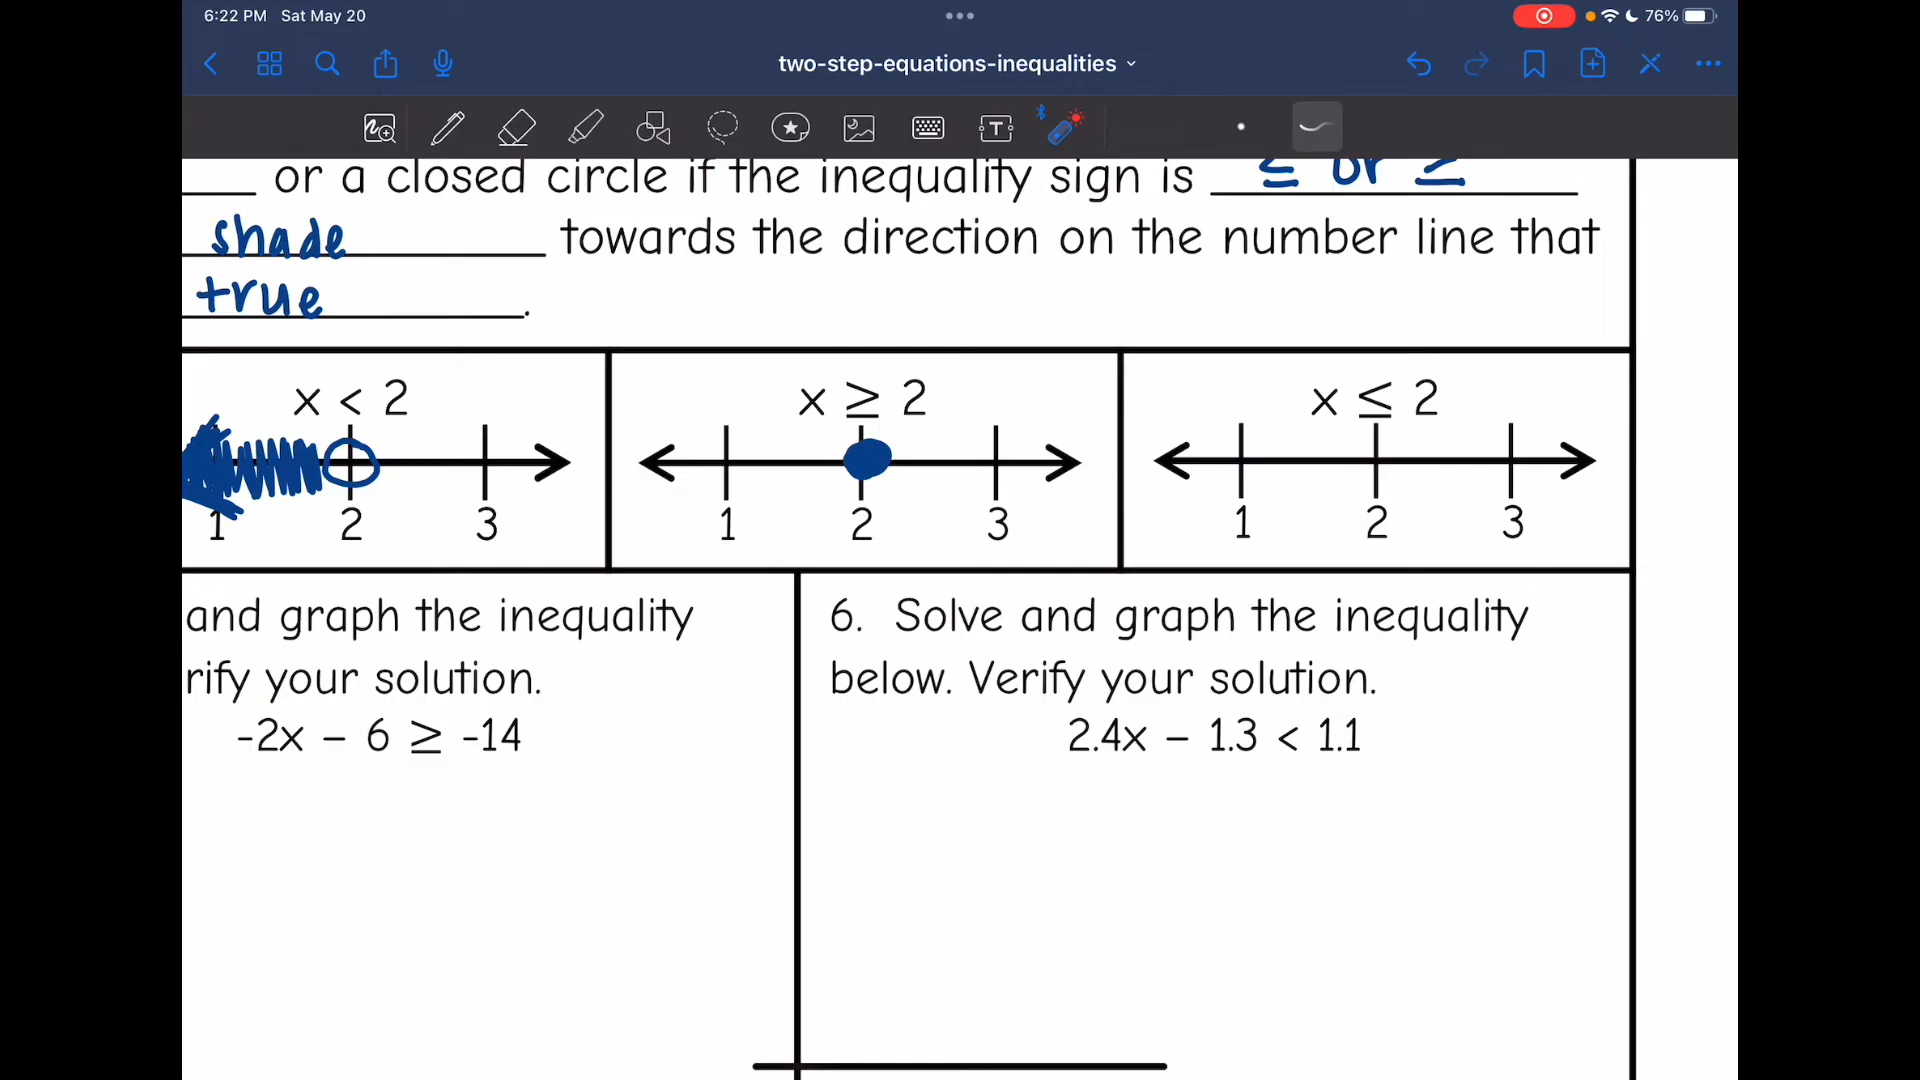 6:22 PM Sat May 20
76%
two-step-equations-inequalities
or a closed circle if the inequality sign is ≤ or ≥
shade towards the direction on the number line that
true .
x < 2
1 2 3
x ≥ 2
1 2 3
x ≤ 2
1 2 3
and graph the inequality
rify your solution.
-2x – 6 ≥ -14
6. Solve and graph the inequality
below. Verify your solution.
2.4x – 1.3 < 1.1